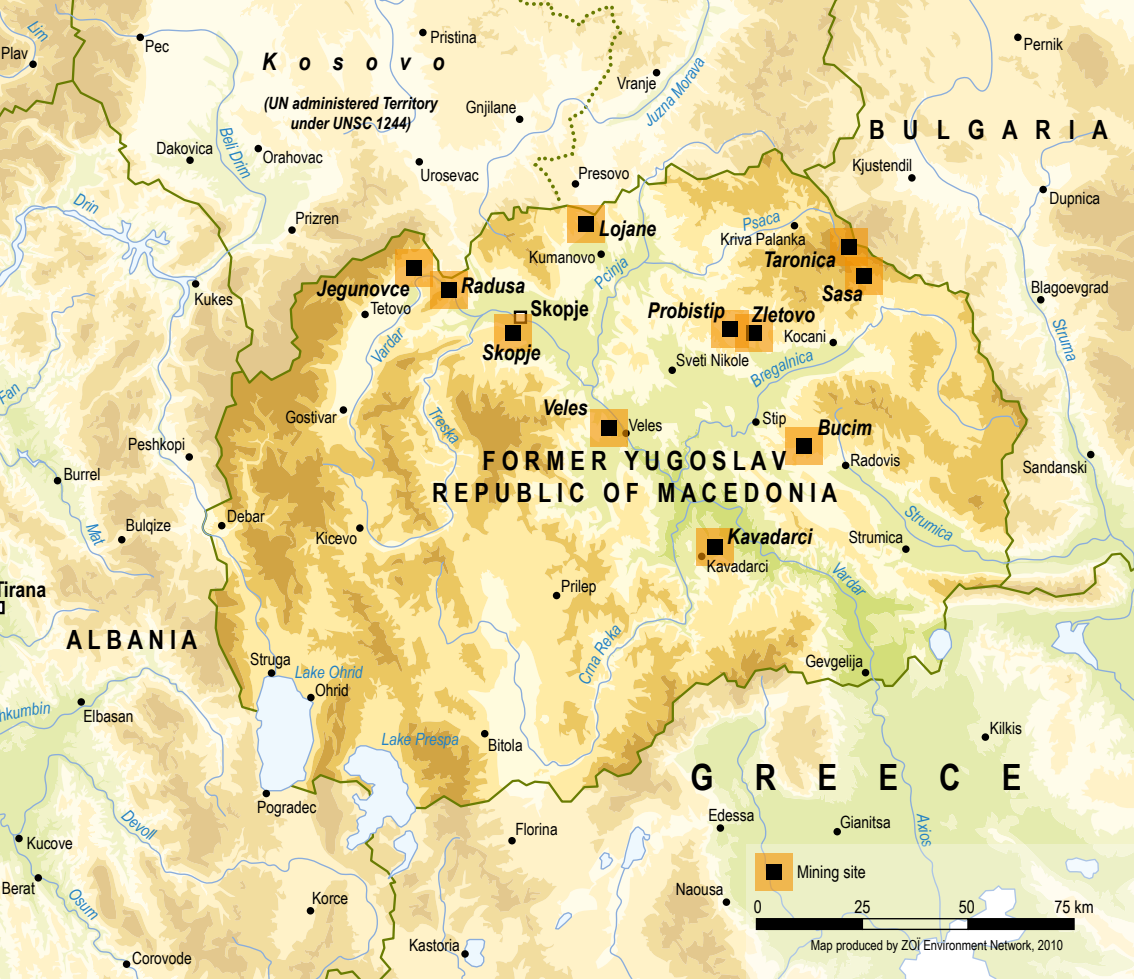 Lim
Plav
Pec
Pristina
K o s o v o
(UN administered Territory
under UNSC 1244)
Vranje
Juzna Morava
Gnjilane
Pernik
BULGARIA
Dakovica
Beli Drim
Orahovac
Urosevac
Presovo
Kjustendil
Dupnica
Drin
Prizren
Lojane
Kumanovo
Pcinja
Psaca
Kriva Palanka
Taronica
Sasa
Jegunovce
Radusa
Kukes
Tetovo
Vardar
Skopje
Skopje
Probistip
Zletovo
Kocani
Blagoevgrad
Struma
Sveti Nikole
Bregalnica
Fan
Gostivar
Treska
Veles
Veles
Stip
Bucim
Radovis
Peshkopi
Burrel
FORMER YUGOSLAV
REPUBLIC OF MACEDONIA
Sandanski
Mat
Bulqize
Debar
Kicevo
Kavadarci
Kavadarci
Strumica
Strumica
Vardar
Tirana
Prilep
ALBANIA
Crna Reka
Struga
Lake Ohrid
Ohrid
Gevgelija
hkumbin
Elbasan
Lake Prespa
Bitola
Kilkis
GREECE
Pogradec
Devoll
Florina
Edessa
Gianitsa
Axios
Kucove
Berat
Osum
Korce
Naousa
Mining site
0 25 50 75 km
Kastoria
Corovode
Map produced by ZOÏ Environment Network, 2010